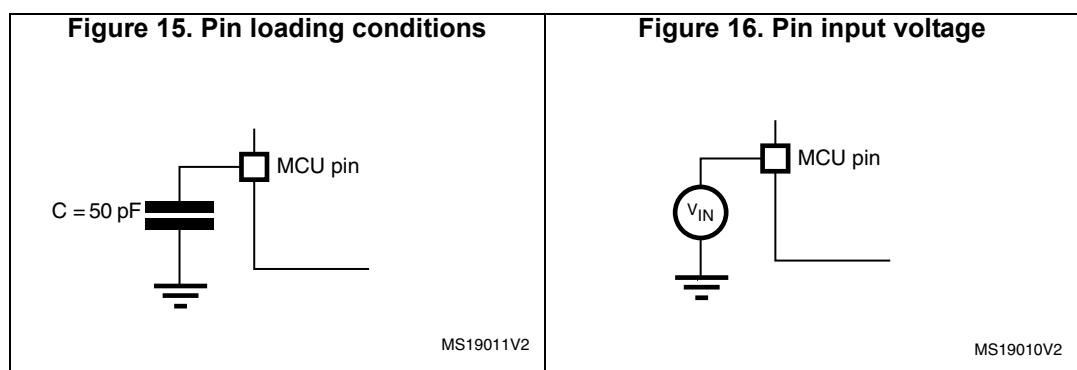 Figure 15. Pin loading conditions
MCU pin
C = 50 pF
MS19011V2
Figure 16. Pin input voltage
MCU pin
VIN
MS19010V2